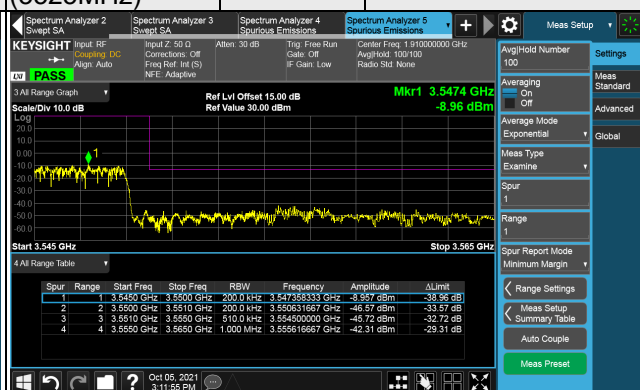 (3625MHz)
Spectrum Analyzer 2 Spectrum Analyzer 3 Spectrum Analyzer 4 Spectrum Analyzer 5
Swept SA Swept SA Spurious Emissions Spurious Emissions
Meas Setup
KEYSIGHT Input: RF Input Z: 50 Ω Atten: 30 dB Trig: Free Run Center Freq: 1.910000000 GHz
Coupling: DC Corrections: Off Gate: Off Avg|Hold: 100/100
Align: Auto Freq Ref: Int (S) IF Gain: Low Radio Std: None
LXI PASS NFE: Adaptive
3 All Range Graph
Ref Lvl Offset 15.00 dB Mkr1 3.5474 GHz
Scale/Div 10.0 dB Ref Value 30.00 dBm -8.96 dBm
Log
20.0
10.0
0.00
1
-10.0
-20.0
-30.0
-40.0
-50.0
-60.0
Start 3.545 GHz Stop 3.565 GHz
4 All Range Table
Spur Range Start Freq Stop Freq RBW Frequency Amplitude ΔLimit
1 1 3.5450 GHz 3.5500 GHz 200.0 kHz 3.547358333 GHz -8.957 dBm -38.96 dB
2 2 3.5500 GHz 3.5510 GHz 200.0 kHz 3.550631667 GHz -46.57 dBm -33.57 dB
3 3 3.5510 GHz 3.5550 GHz 510.0 kHz 3.554500000 GHz -45.72 dBm -32.72 dB
4 4 3.5550 GHz 3.5650 GHz 1.000 MHz 3.555616667 GHz -42.31 dBm -29.31 dB
Oct 05, 2021
3:11:55 PM
Avg|Hold Number
100
Averaging
On
Off
Average Mode
Exponential
Meas Type
Examine
Spur
1
Range
1
Spur Report Mode
Minimum Margin
Range Settings
Meas Setup
Summary Table
Auto Couple
Meas Preset
Settings
Meas
Standard
Advanced
Global